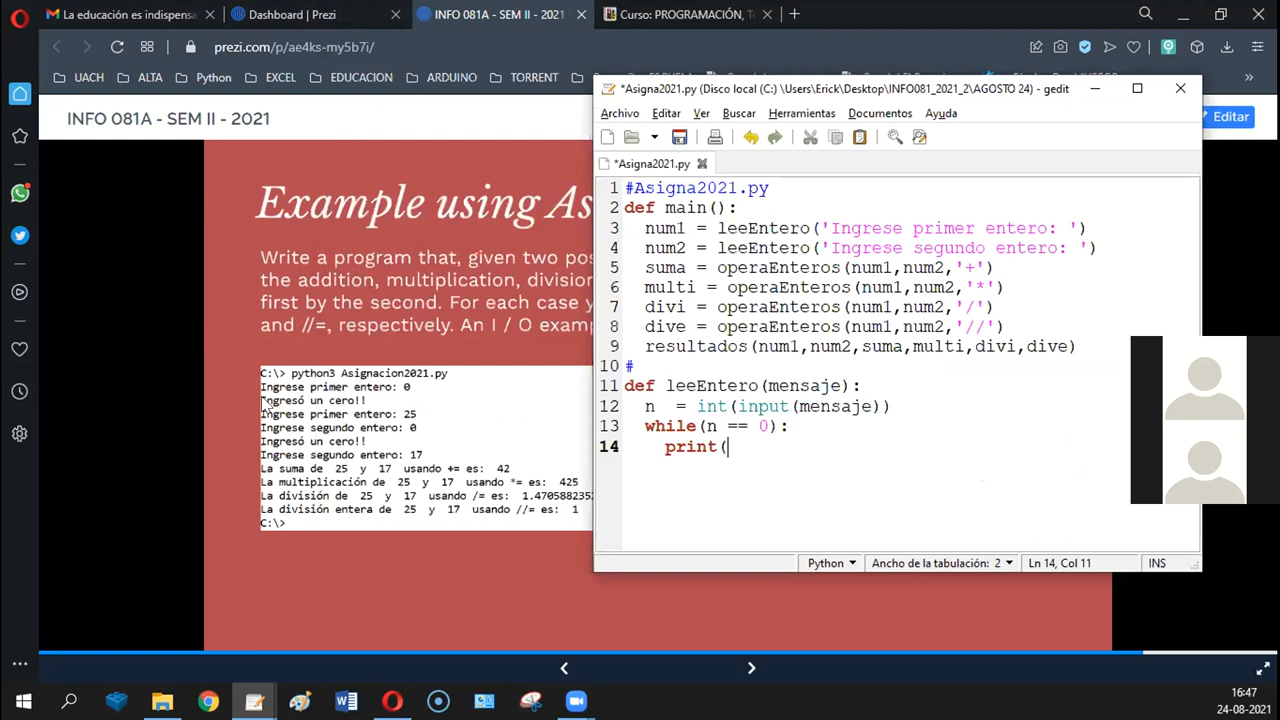 La educación es indispensa
Dashboard | Prezi
INFO 081A - SEM II - 2021
Curso: PROGRAMACIÓN, T
prezi.com/p/ae4ks-my5b7i/
UACH
ALTA
Python
EXCEL
EDUCACION
ARDUINO
TORRENT
INFO 081A - SEM II - 2021
Editar
Example using As
Write a program that, given two pos
the addition, multiplication, division
first by the second. For each case y
and //=, respectively. An I / O examp
C:\> python3 Asignacion2021.py
Ingrese primer entero: 0
Ingresó un cero!!
Ingrese primer entero: 25
Ingrese segundo entero: 0
Ingresó un cero!!
Ingrese segundo entero: 17
La suma de 25 y 17 usando += es: 42
La multiplicación de 25 y 17 usando *= es: 425
La división de 25 y 17 usando /= es: 1.470588235
La división entera de 25 y 17 usando //= es: 1
C:\>
*Asigna2021.py (Disco local (C:) \Users\Erick\Desktop\INFO081_2021_2\AGOSTO 24) - gedit
Archivo Editar Ver Buscar Herramientas Documentos Ayuda
*Asigna2021.py
1 #Asigna2021.py
2 def main():
3   num1 = leeEntero('Ingrese primer entero: ')
4   num2 = leeEntero('Ingrese segundo entero: ')
5   suma = operaEnteros(num1,num2,'+')
6   multi = operaEnteros(num1,num2,'*')
7   divi = operaEnteros(num1,num2,'/')
8   dive = operaEnteros(num1,num2,'//')
9   resultados(num1,num2,suma,multi,divi,dive)
10 #
11 def leeEntero(mensaje):
12   n  = int(input(mensaje))
13   while(n == 0):
14     print(
Python
Ancho de la tabulación: 2
Ln 14, Col 11
INS
16:47
24-08-2021